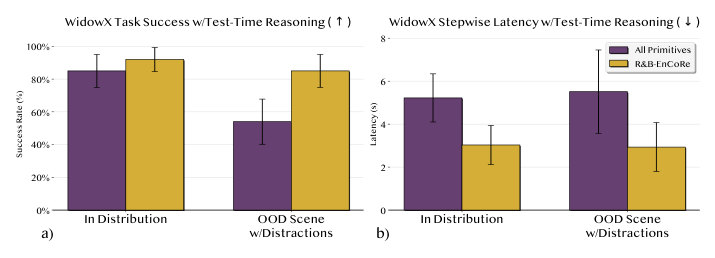 WidowX Task Success w/Test-Time Reasoning (↑)
100%
80%
60%
40%
20%
0%
Success Rate (%)
In Distribution
OOD Scene
w/Distractions
a)
WidowX Stepwise Latency w/Test-Time Reasoning (↓)
8
6
4
2
0
Latency (s)
All Primitives
R&B-EnCoRe
In Distribution
OOD Scene
w/Distractions
b)